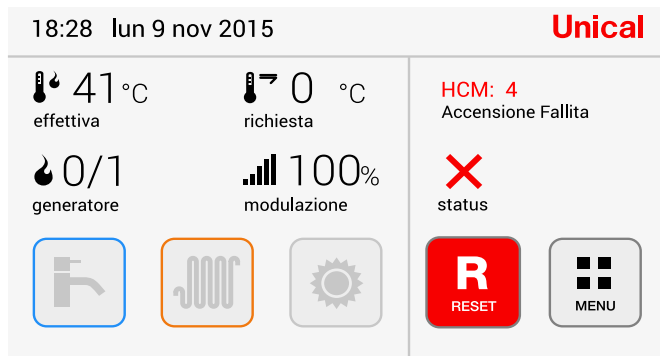 18:28 lun 9 nov 2015
Unical
41°C
effettiva
0 °C
richiesta
HCM: 4
Accensione Fallita
0/1
generatore
100%
modulazione
status
R
RESET
MENU